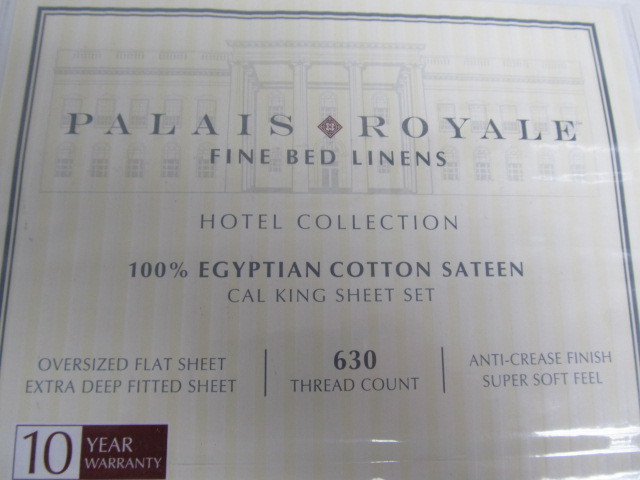 PALAIS ROYALE
FINE BED LINENS
HOTEL COLLECTION
100% EGYPTIAN COTTON SATEEN
CAL KING SHEET SET
OVERSIZED FLAT SHEET
EXTRA DEEP FITTED SHEET
630
THREAD COUNT
ANTI-CREASE FINISH
SUPER SOFT FEEL
10 YEAR
WARRANTY